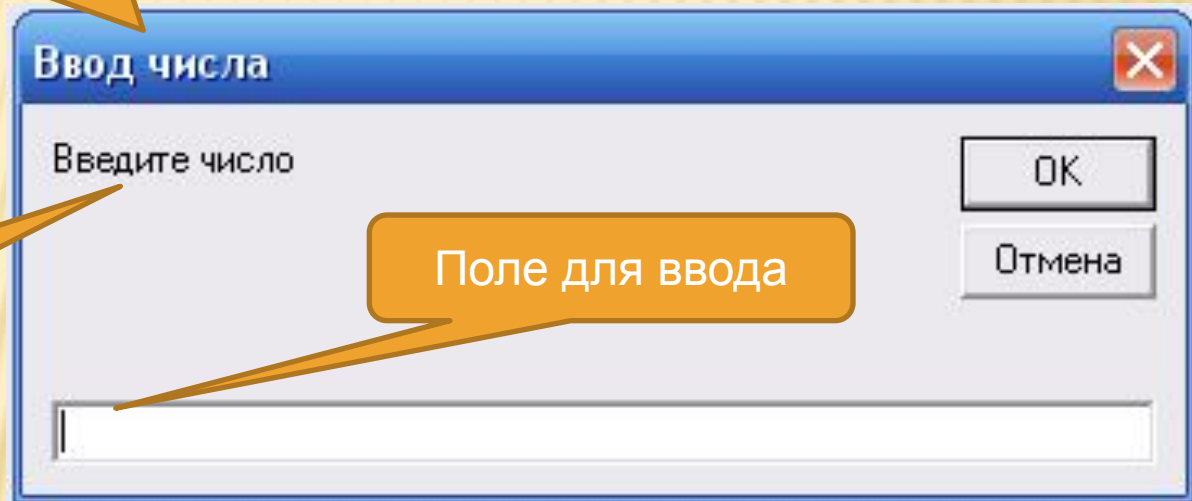 Ввод числа
Введите число
OK
Поле для ввода
Отмена